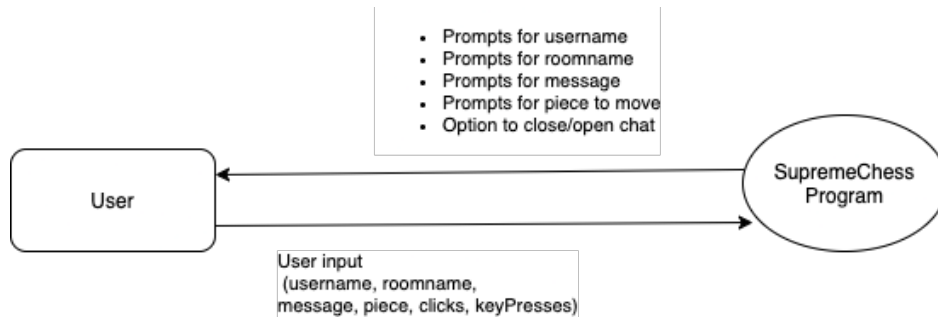 • Prompts for username
• Prompts for roomname
• Prompts for message
• Prompts for piece to move
• Option to close/open chat
User
SupremeChess
Program
User input
(username, roomname,
message, piece, clicks, keyPresses)